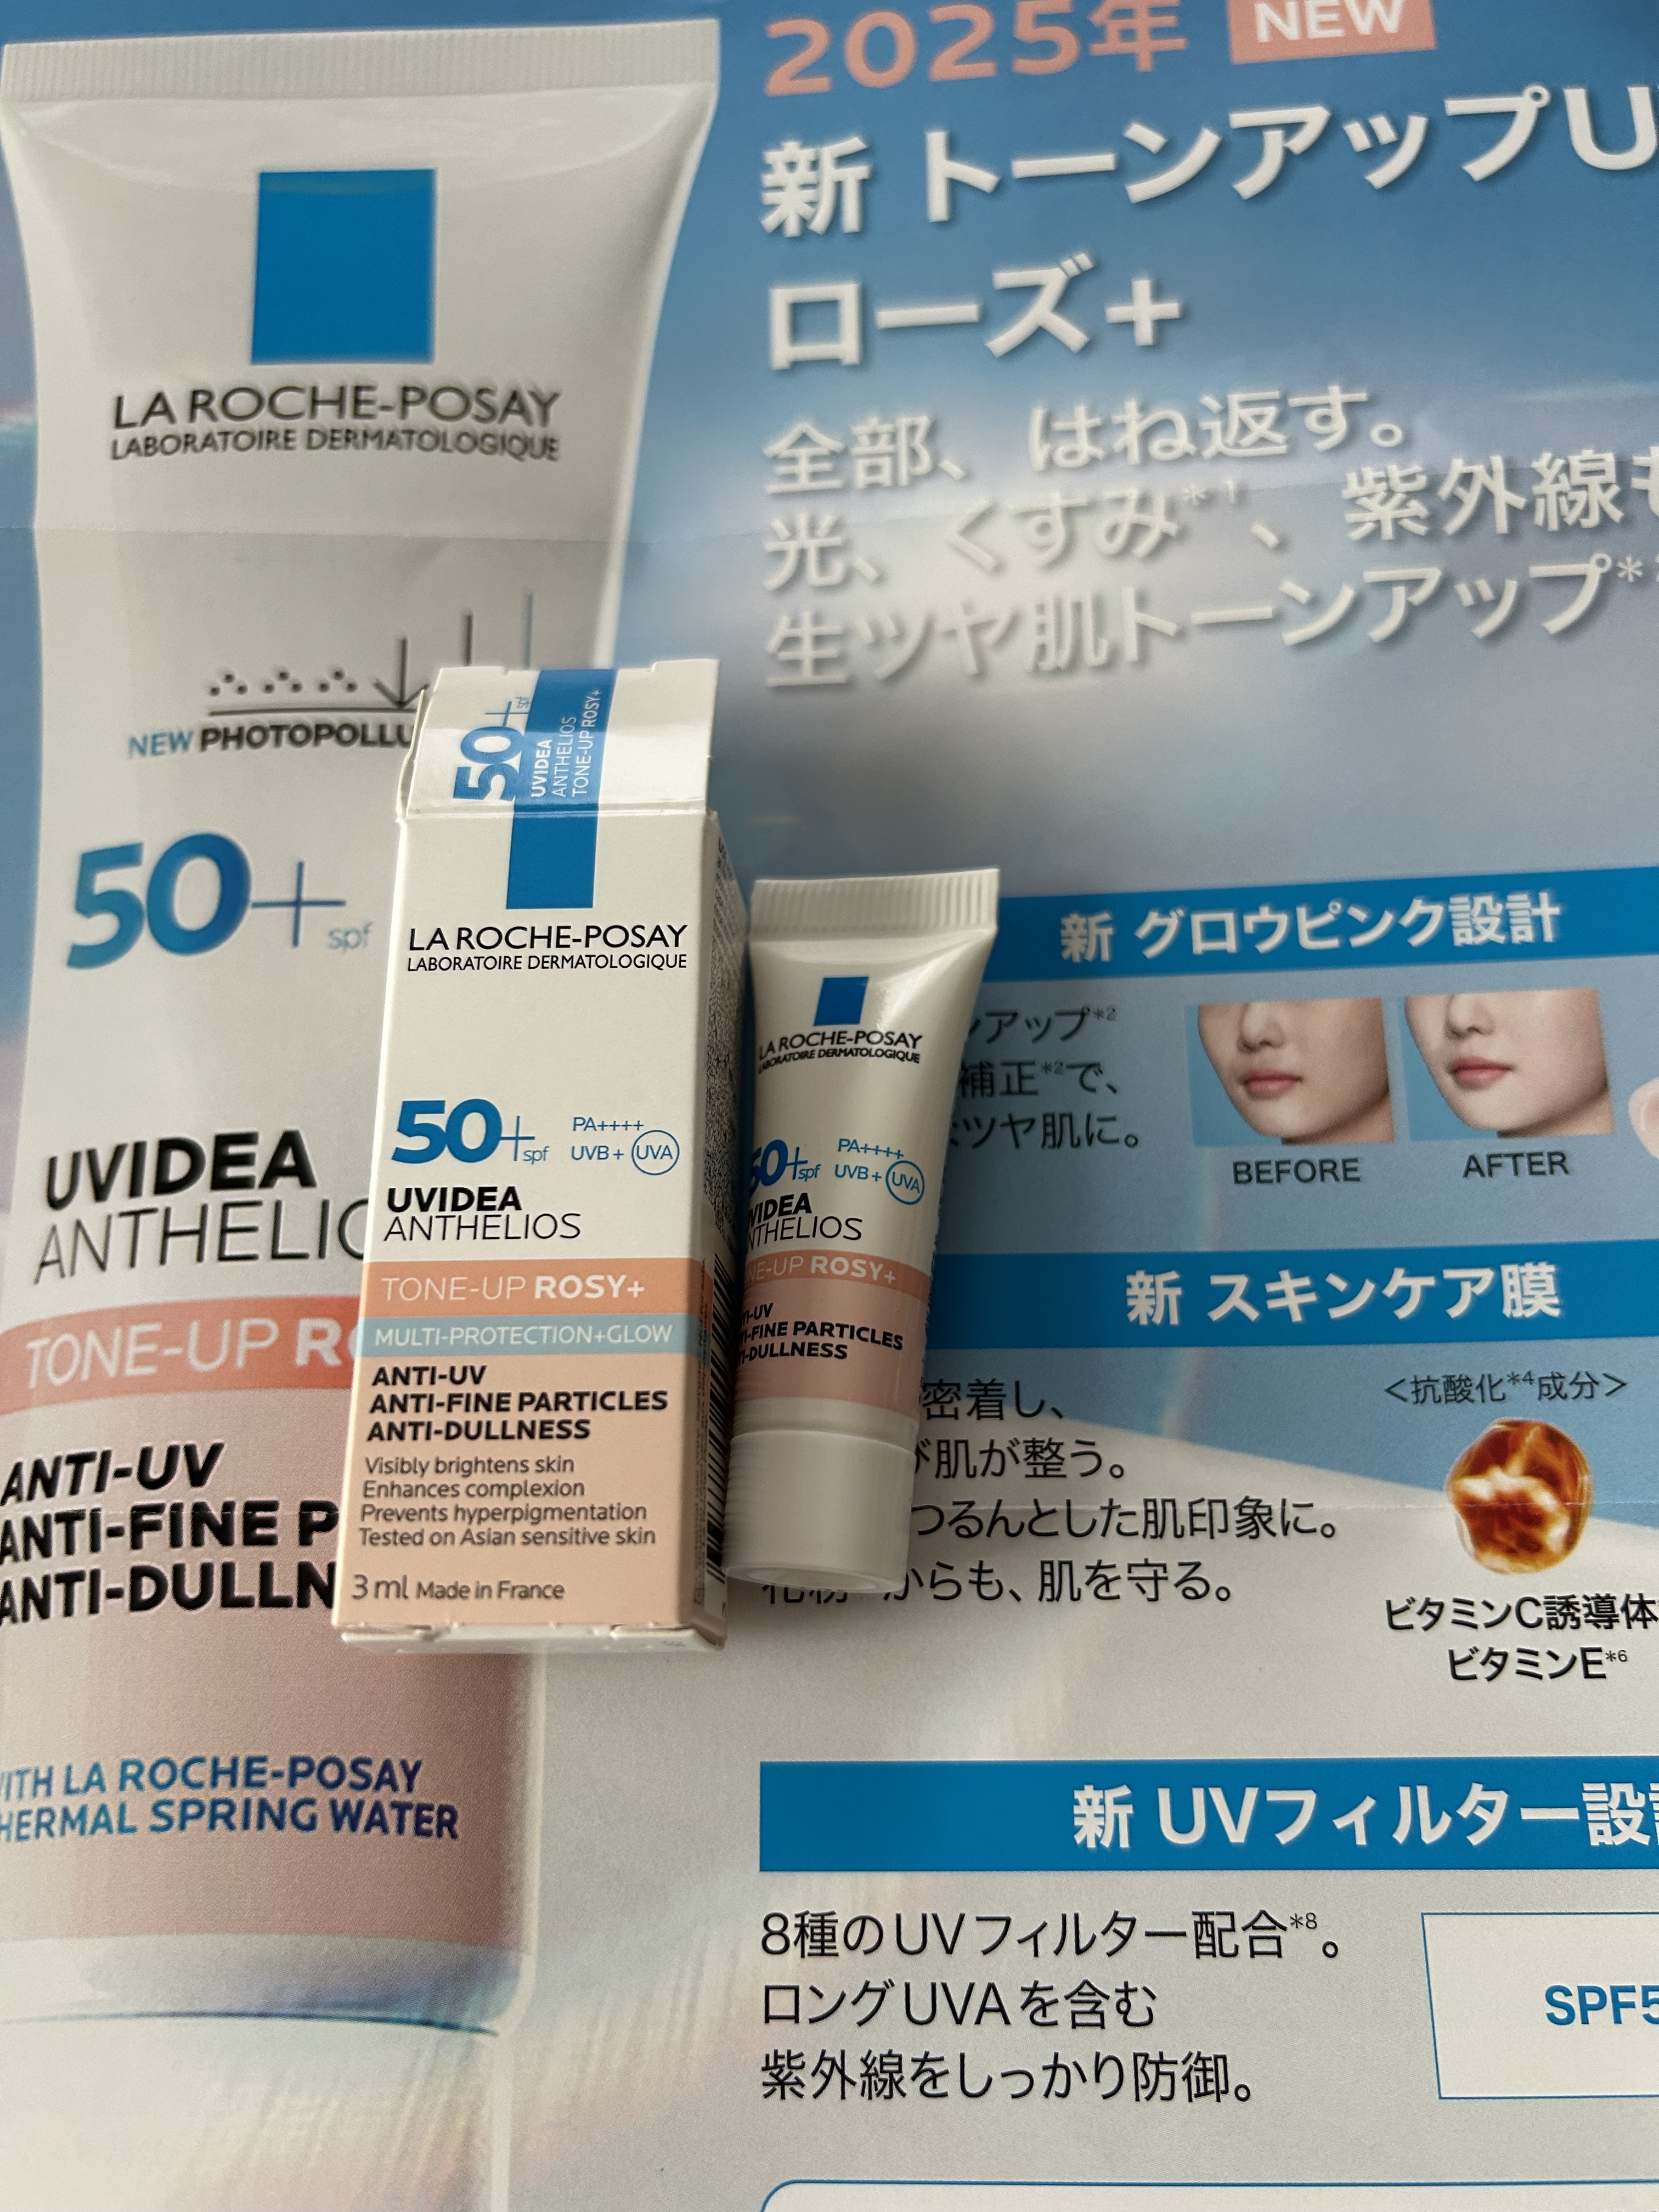 2025年 NEW
新 トーンアップU
ローズ+
全部、はね返す。
光、くすみ*1、紫外線も
生ツヤ肌トーンアップ*2
LA ROCHE-POSAY
LABORATOIRE DERMATOLOGIQUE
NEW PHOTOPOLLU
50+ spf
UVIDEA
ANTHELIO
TONE-UP RO
ANTI-UV
ANTI-FINE P
ANTI-DULLN
WITH LA ROCHE-POSAY
THERMAL SPRING WATER
50+ spf
UVIDEA
ANTHELIOS
TONE-UP ROSY+
LA ROCHE-POSAY
LABORATOIRE DERMATOLOGIQUE
50+ spf PA++++
UVB + UVA
UVIDEA
ANTHELIOS
TONE-UP ROSY+
MULTI-PROTECTION+GLOW
ANTI-UV
ANTI-FINE PARTICLES
ANTI-DULLNESS
Visibly brightens skin
Enhances complexion
Prevents hyperpigmentation
Tested on Asian sensitive skin
3 ml Made in France
LA ROCHE-POSAY
LABORATOIRE DERMATOLOGIQUE
50+ spf PA++++
UVB + UVA
VIDEA
NTHELIOS
NE-UP ROSY+
TI-UV
TI-FINE PARTICLES
TI-DULLNESS
新 グロウピンク設計
ンアップ*2
補正*2で、
なツヤ肌に。
BEFORE AFTER
新 スキンケア膜
密着し、
び肌が整う。
つるんとした肌印象に。
花粉 からも、肌を守る。
<抗酸化*4成分>
ビタミンC誘導体
ビタミンE*6
新 UVフィルター設計
8種のUVフィルター配合*8。
ロングUVAを含む
紫外線をしっかり防御。
SPF5